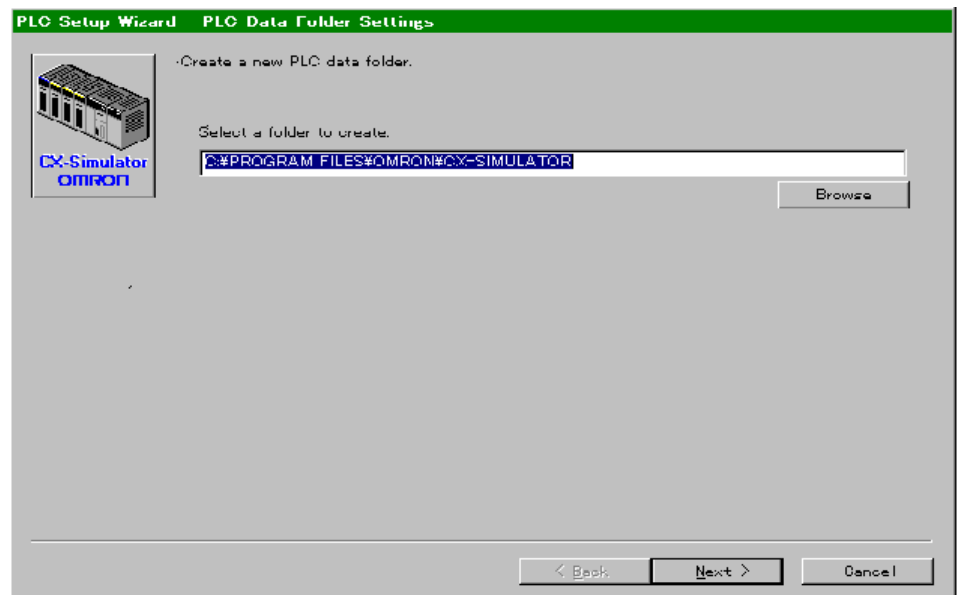 PLC Setup Wizard PLC Data Folder Settings
·Create a new PLC data folder.
Select a folder to create.
C:¥PROGRAM FILES¥OMRON¥CX-SIMULATOR
CX-Simulator
OMRON
Browse
< Back
Next >
Cancel